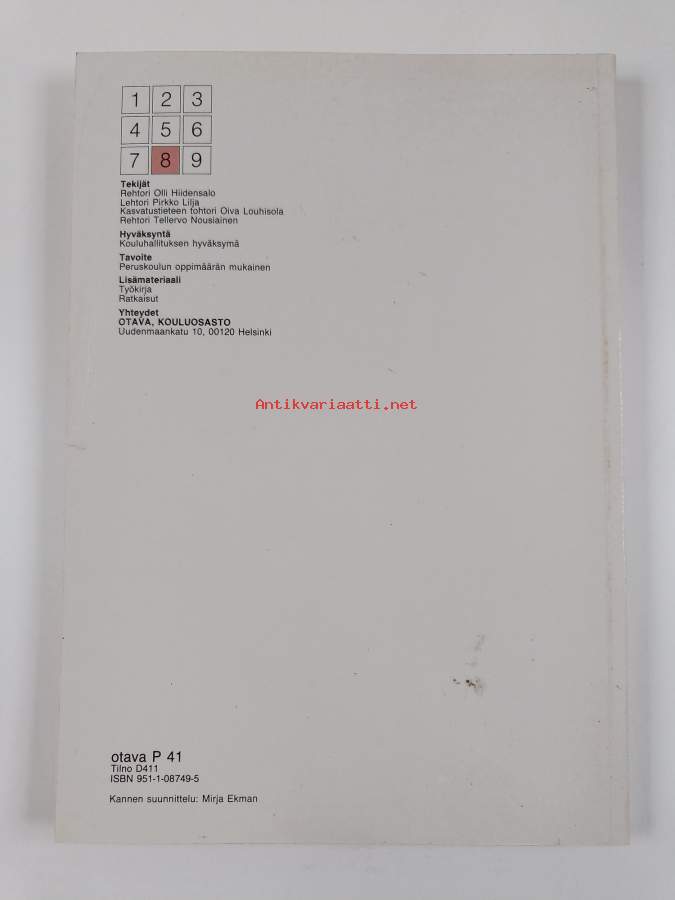 1 2 3
4 5 6
7 8 9
Tekijät
Rehtori Olli Hiidensalo
Lehtori Pirkko Lilja
Kasvatustieteen tohtori Oiva Louhisola
Rehtori Tellervo Nousiainen
Hyväksyntä
Kouluhallituksen hyväksymä
Tavoite
Peruskoulun oppimäärän mukainen
Lisämateriaali
Työkirja
Ratkaisut
Yhteydet
OTAVA, KOULUOSASTO
Uudenmaankatu 10, 00120 Helsinki
Antikvariaatti.net
otava P 41
Tilno D411
ISBN 951-1-08749-5
Kannen suunnittelu: Mirja Ekman